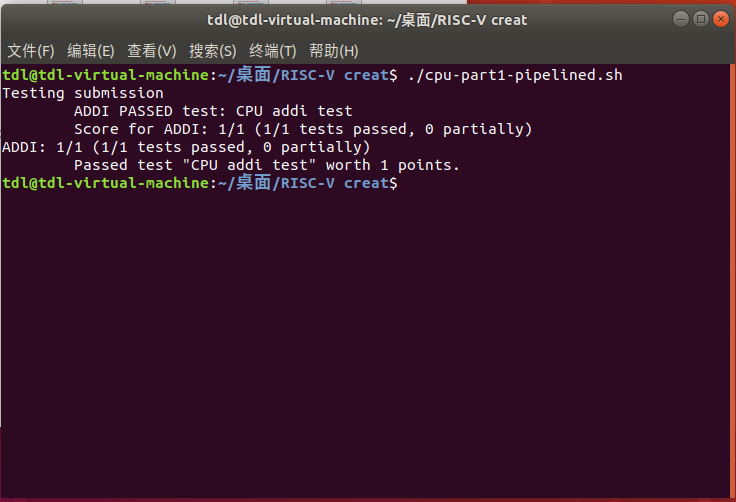 tdl@tdl-virtual-machine: ~/桌面/RISC-V creat
文件(F) 编辑(E) 查看(V) 搜索(S) 终端(T) 帮助(H)
tdl@tdl-virtual-machine:~/桌面/RISC-V creat$ ./cpu-part1-pipelined.sh
Testing submission
        ADDI PASSED test: CPU addi test
        Score for ADDI: 1/1 (1/1 tests passed, 0 partially)
ADDI: 1/1 (1/1 tests passed, 0 partially)
        Passed test "CPU addi test" worth 1 points.
tdl@tdl-virtual-machine:~/桌面/RISC-V creat$